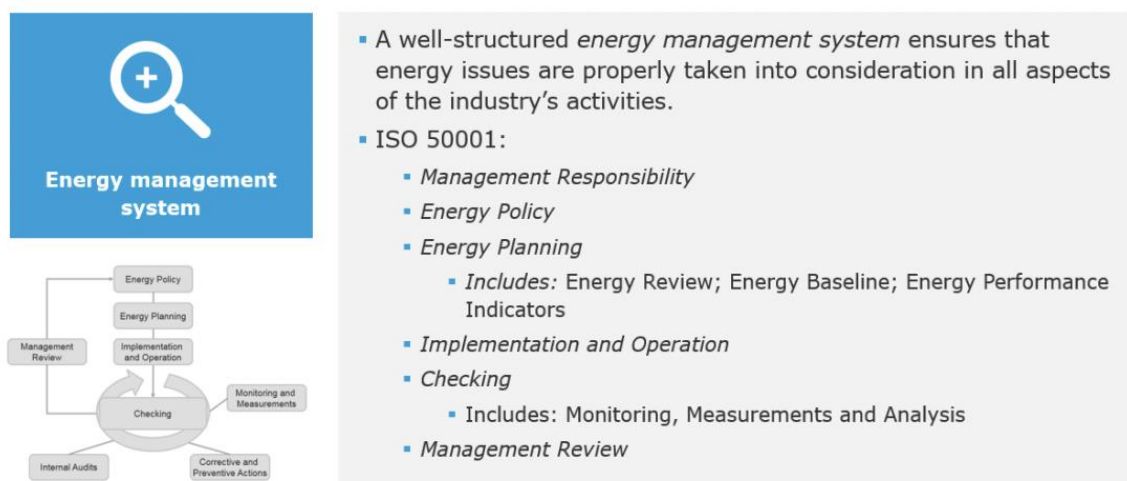 Energy management
system
Energy Policy
Energy Planning
Management
Review
Implementation
and Operation
Monitoring and
Measurements
Checking
Internal Audits
Corrective and
Preventive Actions
▪ A well-structured energy management system ensures that
energy issues are properly taken into consideration in all aspects
of the industry’s activities.
▪ ISO 50001:
▪ Management Responsibility
▪ Energy Policy
▪ Energy Planning
▪ Includes: Energy Review; Energy Baseline; Energy Performance
Indicators
▪ Implementation and Operation
▪ Checking
▪ Includes: Monitoring, Measurements and Analysis
▪ Management Review